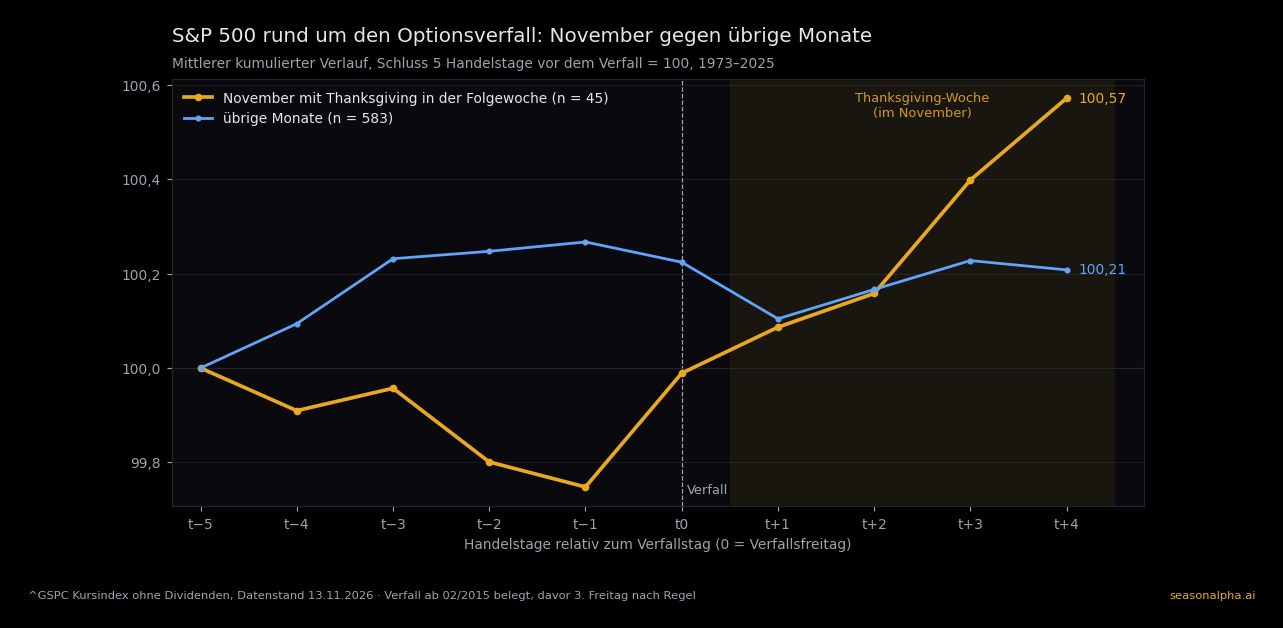 S&P 500 rund um den Optionsverfall: November gegen übrige Monate
Mittlerer kumulierter Verlauf, Schluss 5 Handelstage vor dem Verfall = 100, 1973–2025
100,6
100,4
100,2
100,0
99,8
November mit Thanksgiving in der Folgewoche (n = 45)
übrige Monate (n = 583)
Thanksgiving-Woche
(im November)
100,57
100,21
Verfall
t−5 t−4 t−3 t−2 t−1 t0 t+1 t+2 t+3 t+4
Handelstage relativ zum Verfallstag (0 = Verfallsfreitag)
^GSPC Kursindex ohne Dividenden, Datenstand 13.11.2026 · Verfall ab 02/2015 belegt, davor 3. Freitag nach Regel
seasonalpha.ai